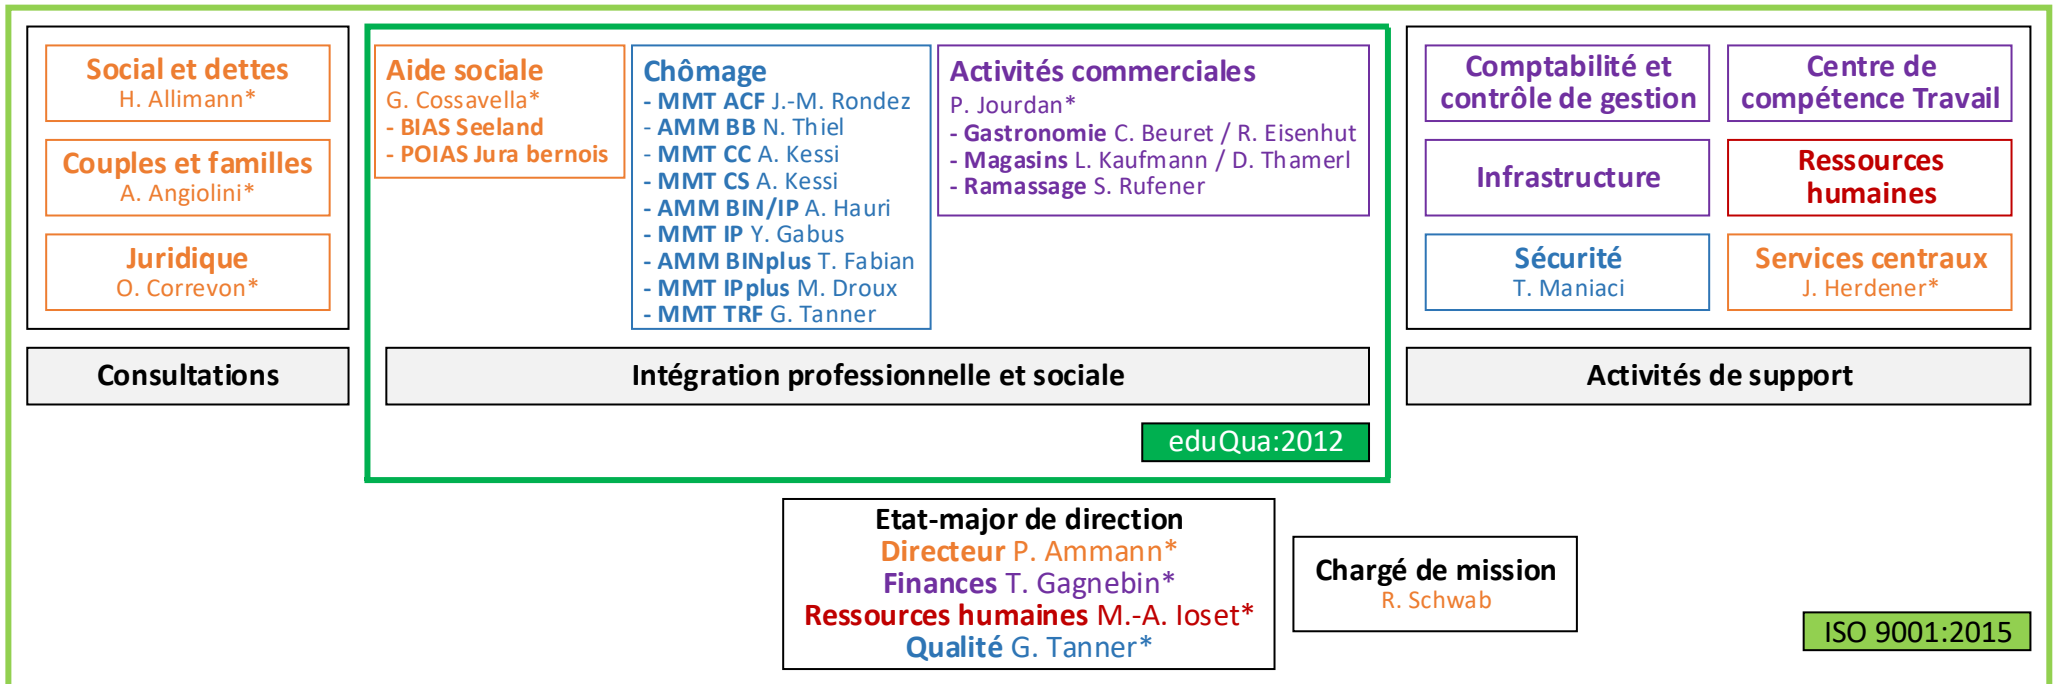 Social et dettes
H. Allimann*
Couples et familles
A. Angiolini*
Juridique
O. Correvon*
Consultations
Aide sociale
G. Cossavella*
- BIAS Seeland
- POIAS Jura bernois
Chômage
- MMT ACF J.-M. Rondez
- AMM BB N. Thiel
- MMT CC A. Kessi
- MMT CS A. Kessi
- AMM BIN/IP A. Hauri
- MMT IP Y. Gabus
- AMM BINplus T. Fabian
- MMT IPplus M. Droux
- MMT TRF G. Tanner
Activités commerciales
P. Jourdan*
- Gastronomie C. Beuret / R. Eisenhut
- Magasins L. Kaufmann / D. Thamerl
- Ramassage S. Rufener
Intégration professionnelle et sociale
eduQua:2012
Comptabilité et
contrôle de gestion
Centre de
compétence Travail
Infrastructure
Ressources
humaines
Sécurité
T. Maniaci
Services centraux
J. Herdener*
Activités de support
Etat-major de direction
Directeur P. Ammann*
Finances T. Gagnebin*
Ressources humaines M.-A. Ioset*
Qualité G. Tanner*
Chargé de mission
R. Schwab
ISO 9001:2015